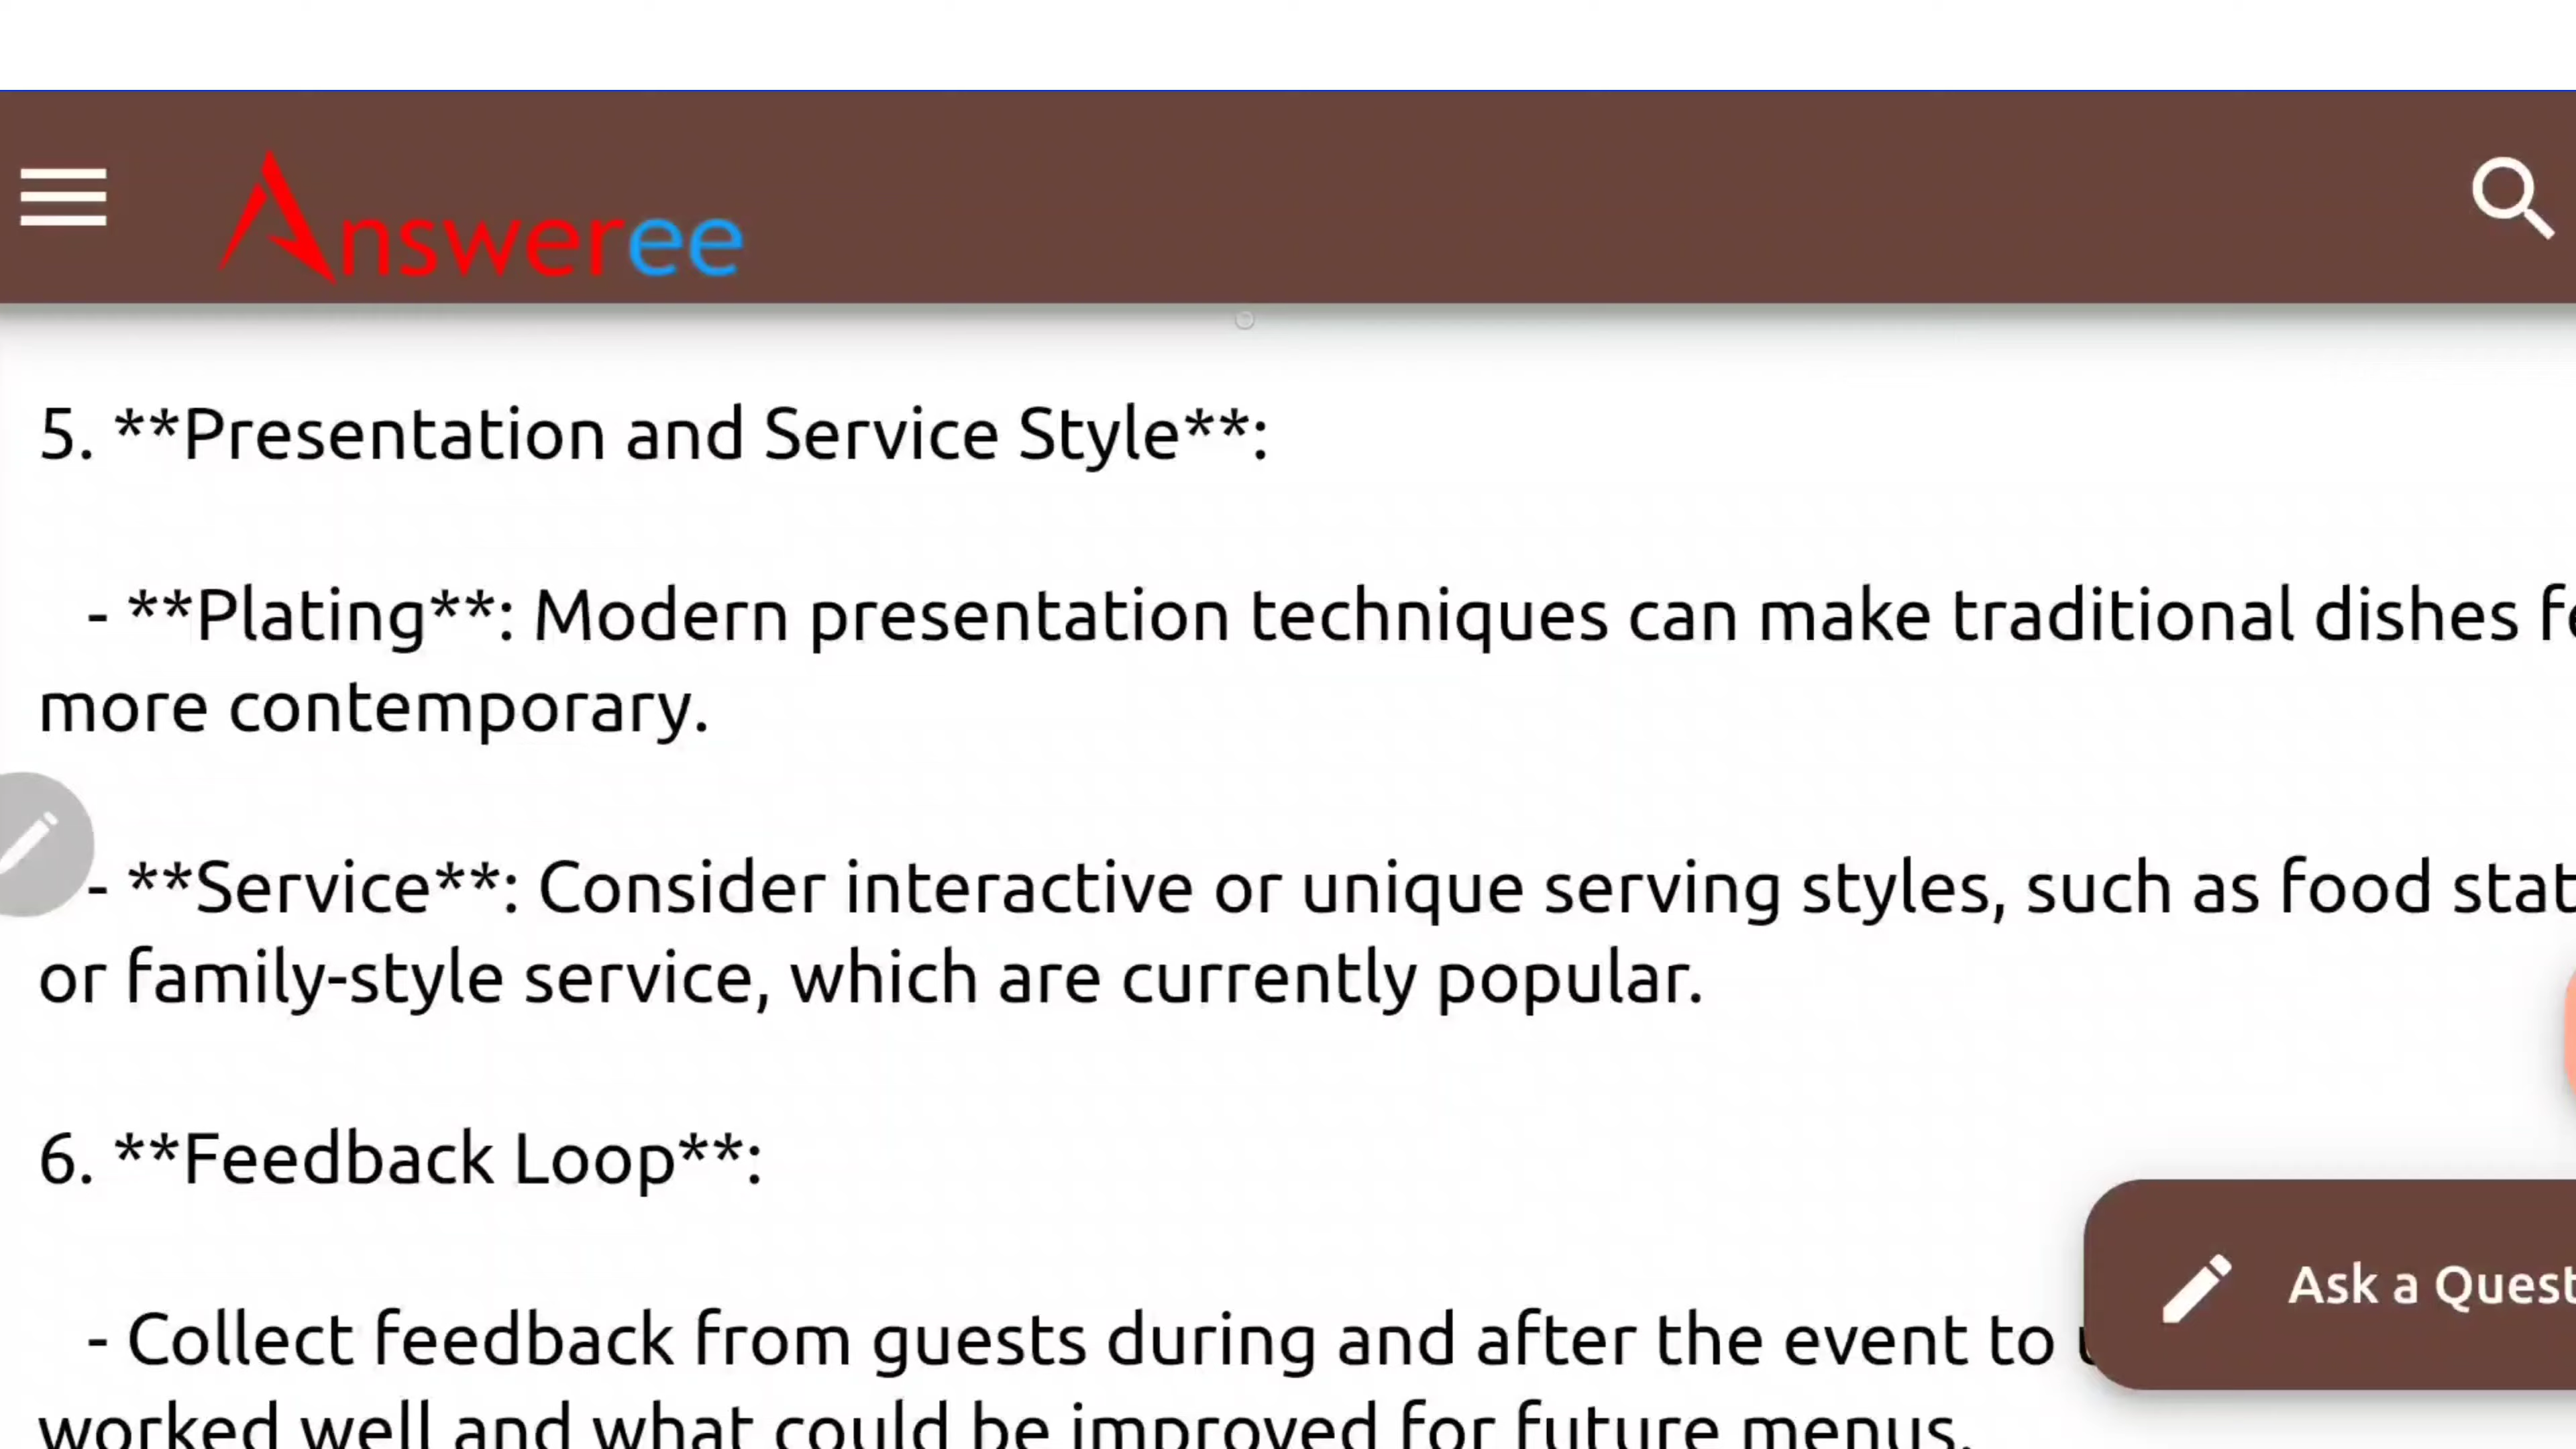 Answeree
5. **Presentation and Service Style**:
- **Plating**: Modern presentation techniques can make traditional dishes
more contemporary.
- **Service**: Consider interactive or unique serving styles, such as food
or family-style service, which are currently popular.
6. **Feedback Loop**:
- Collect feedback from guests during and after the event to
worked well and what could be improved for future menus.
Ask a